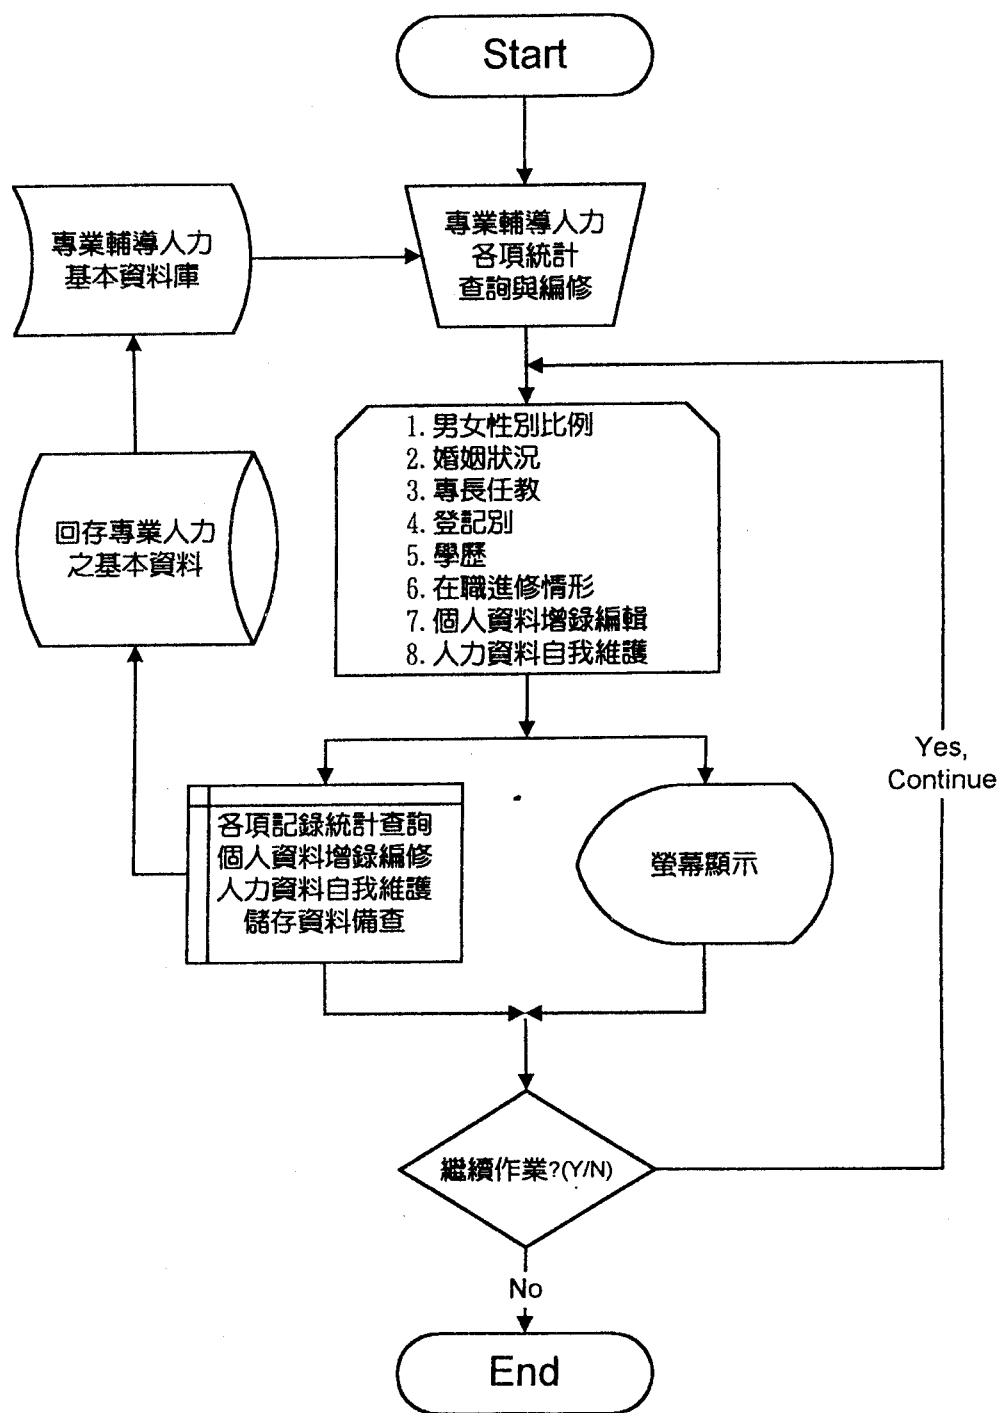 Start
專業輔導人力
基本資料庫
專業輔導人力
各項統計
查詢與編修
1. 男女性別比例
2. 婚姻狀況
3. 專長任教
4. 登記別
5. 學歷
6. 在職進修情形
7. 個人資料增錄編輯
8. 人力資料自我維護
回存專業人力
之基本資料
Yes,
Continue
各項記錄統計查詢
個人資料增錄編修
人力資料自我維護
儲存資料備查
螢幕顯示
繼續作業?(Y/N)
No
End